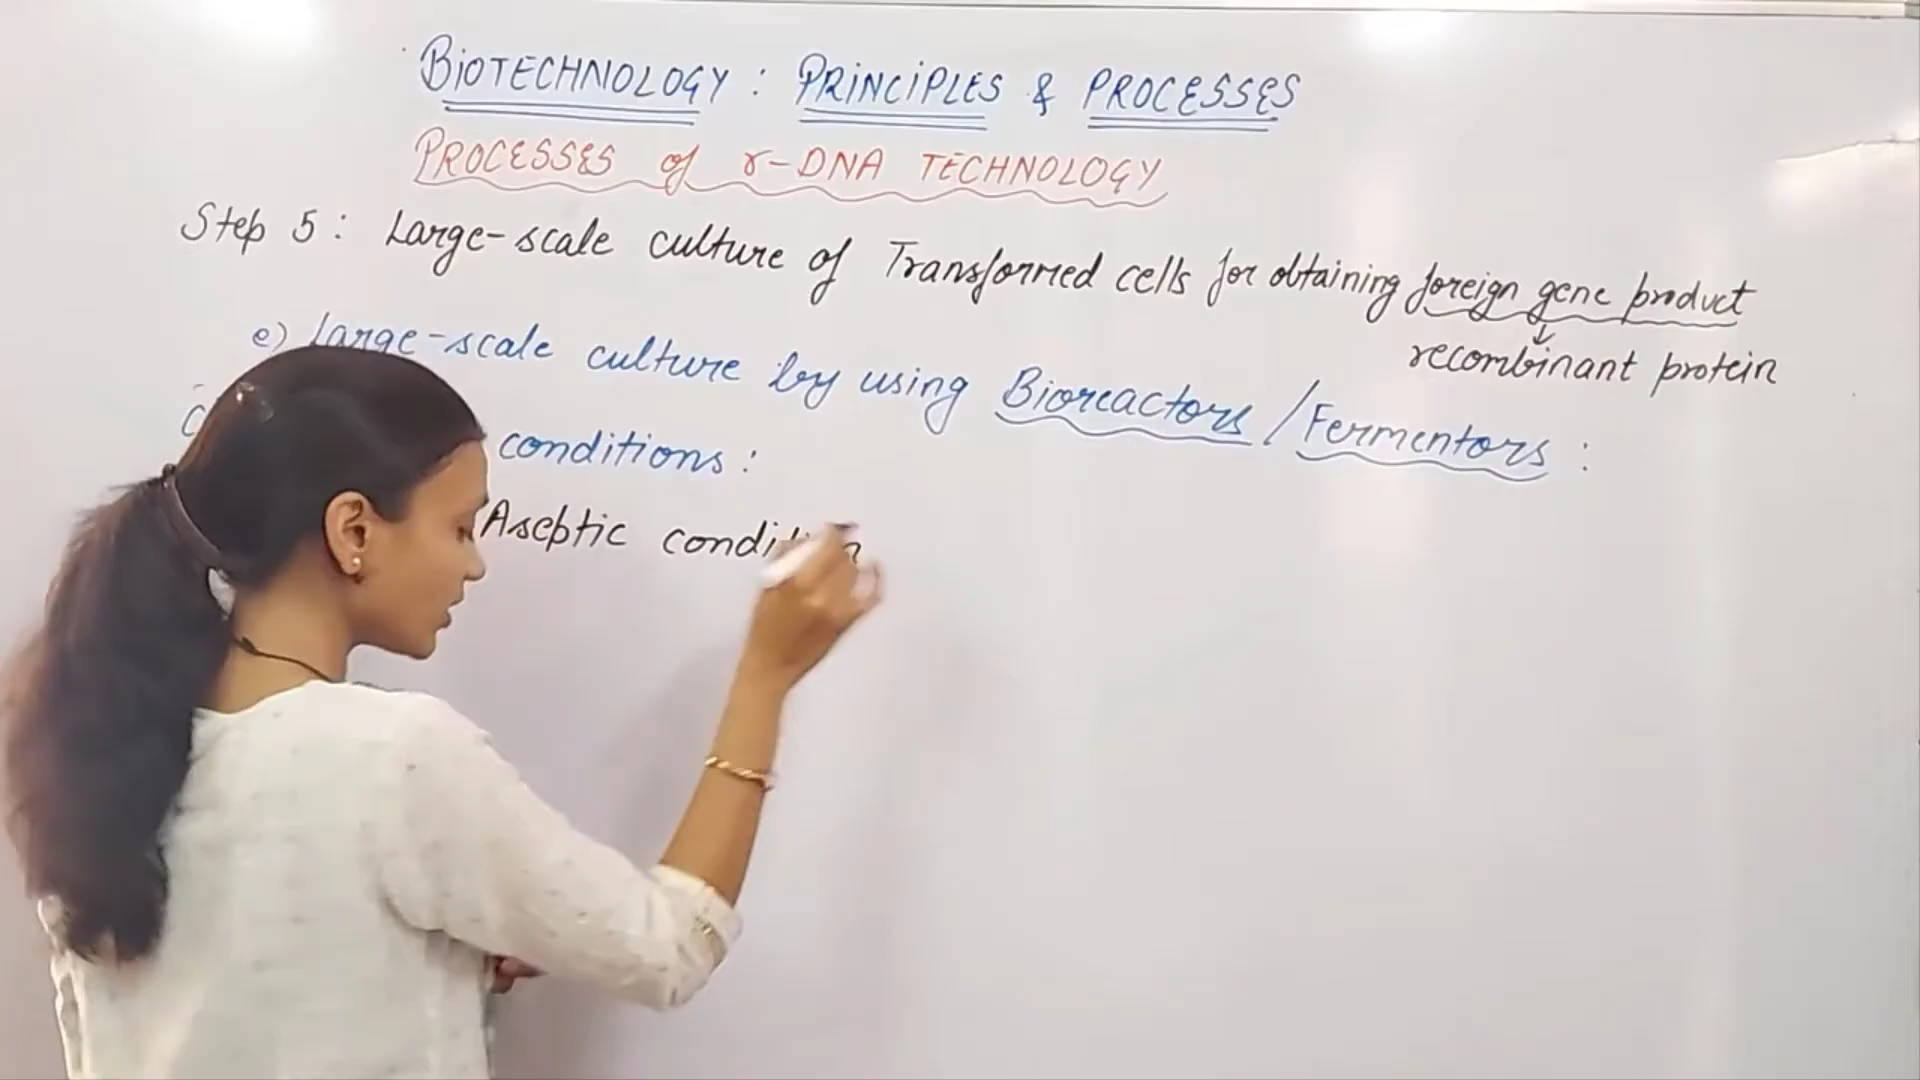 BIOTECHNOLOGY : PRINCIPLES & PROCESSES
PROCESSES of r-DNA TECHNOLOGY
Step 5 : Large-scale culture of Transformed cells for obtaining foreign gene product
↓
recombinant protein
e) Large-scale culture by using Bioreactors / Fermentors :
conditions :
Aseptic condition